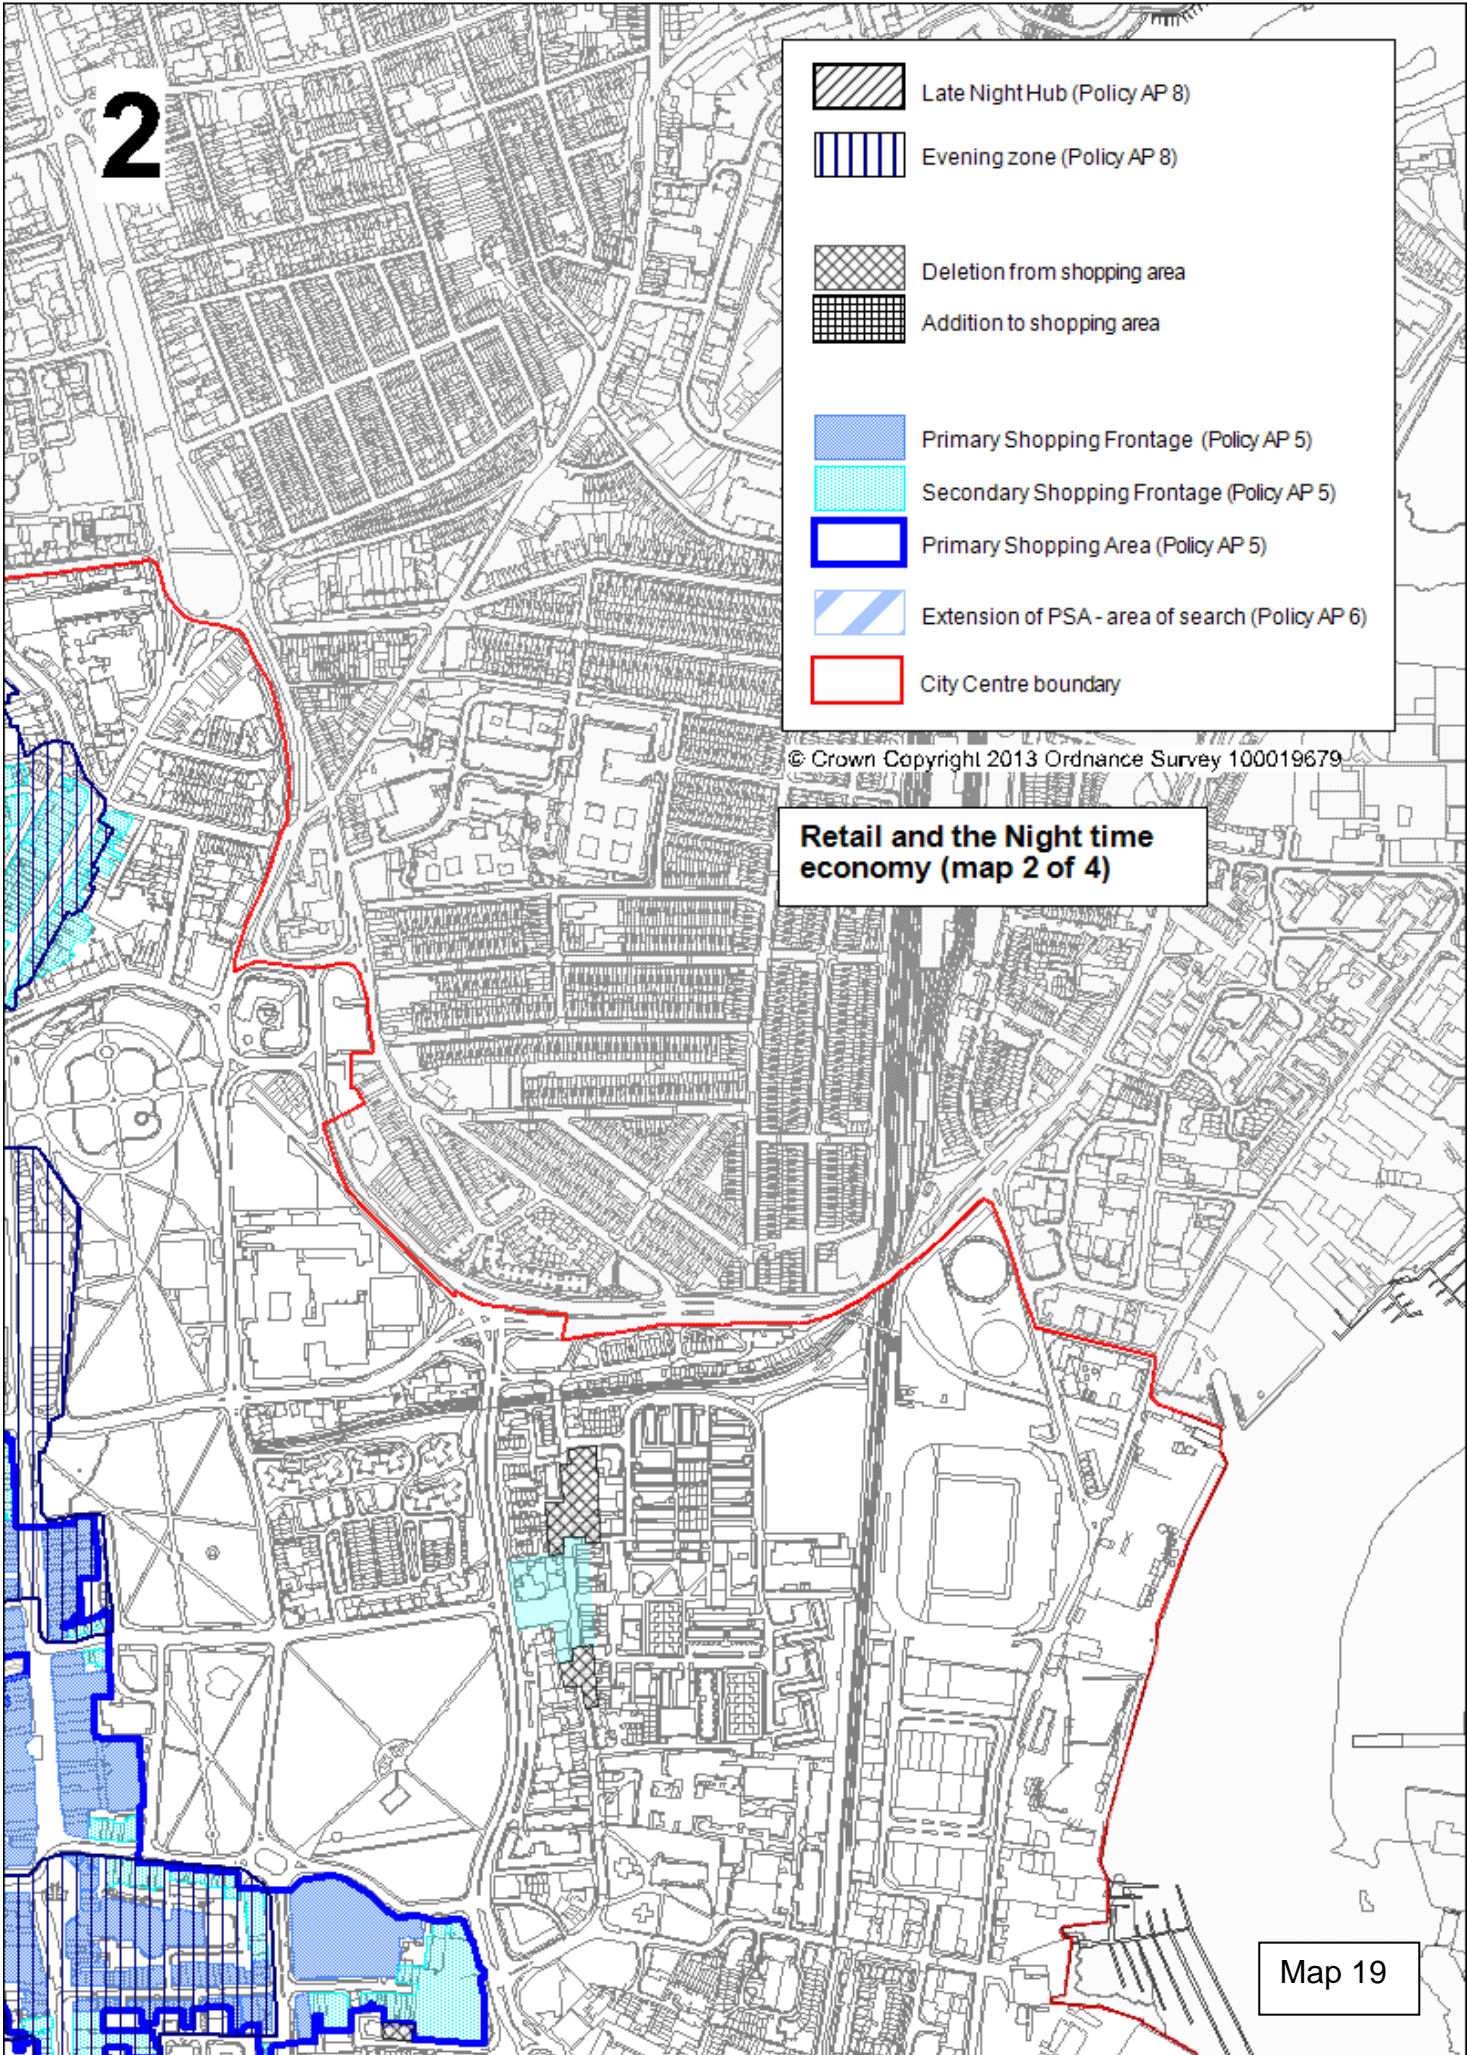 2
Late Night Hub (Policy AP 8)
Evening zone (Policy AP 8)
Deletion from shopping area
Addition to shopping area
Primary Shopping Frontage (Policy AP 5)
Secondary Shopping Frontage (Policy AP 5)
Primary Shopping Area (Policy AP 5)
Extension of PSA - area of search (Policy AP 6)
City Centre boundary
© Crown Copyright 2013 Ordnance Survey 100019679
Retail and the Night time
economy (map 2 of 4)
Map 19